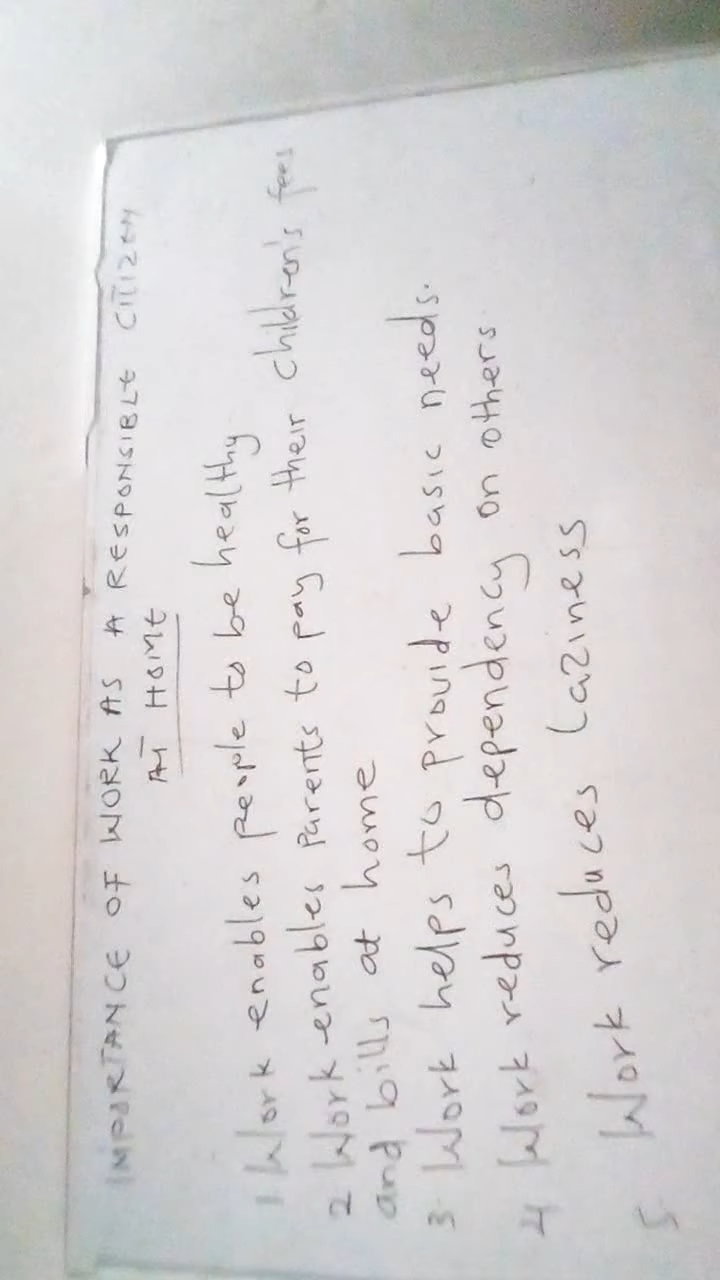 IMPORTANCE OF WORK AS A RESPONSIBLE CITIZEN
AT HOME
1 Work enables people to be healthy
2 Work enables Parents to pay for their children's fees
and bills at home
3 Work helps to provide basic needs.
4 Work reduces dependency on others
5 Work reduces Laziness